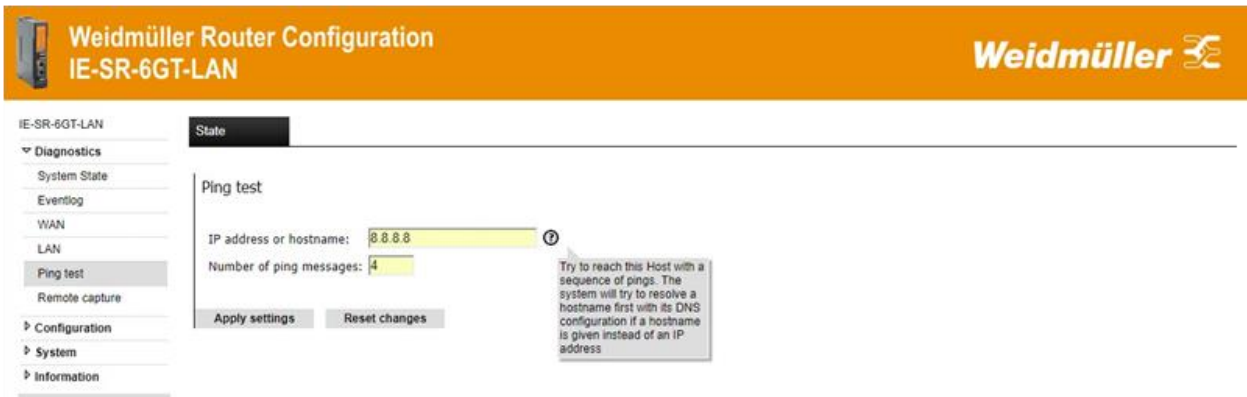 Weidmüller Router Configuration
IE-SR-6GT-LAN
Weidmüller
IE-SR-6GT-LAN
State
Diagnostics
System State
Eventlog
WAN
LAN
Ping test
Remote capture
Configuration
System
Information
Ping test
IP address or hostname: 8.8.8.8 ?
Number of ping messages: 4
Try to reach this Host with a
sequence of pings. The
system will try to resolve a
hostname first with its DNS
configuration if a hostname
is given instead of an IP
address
Apply settings Reset changes